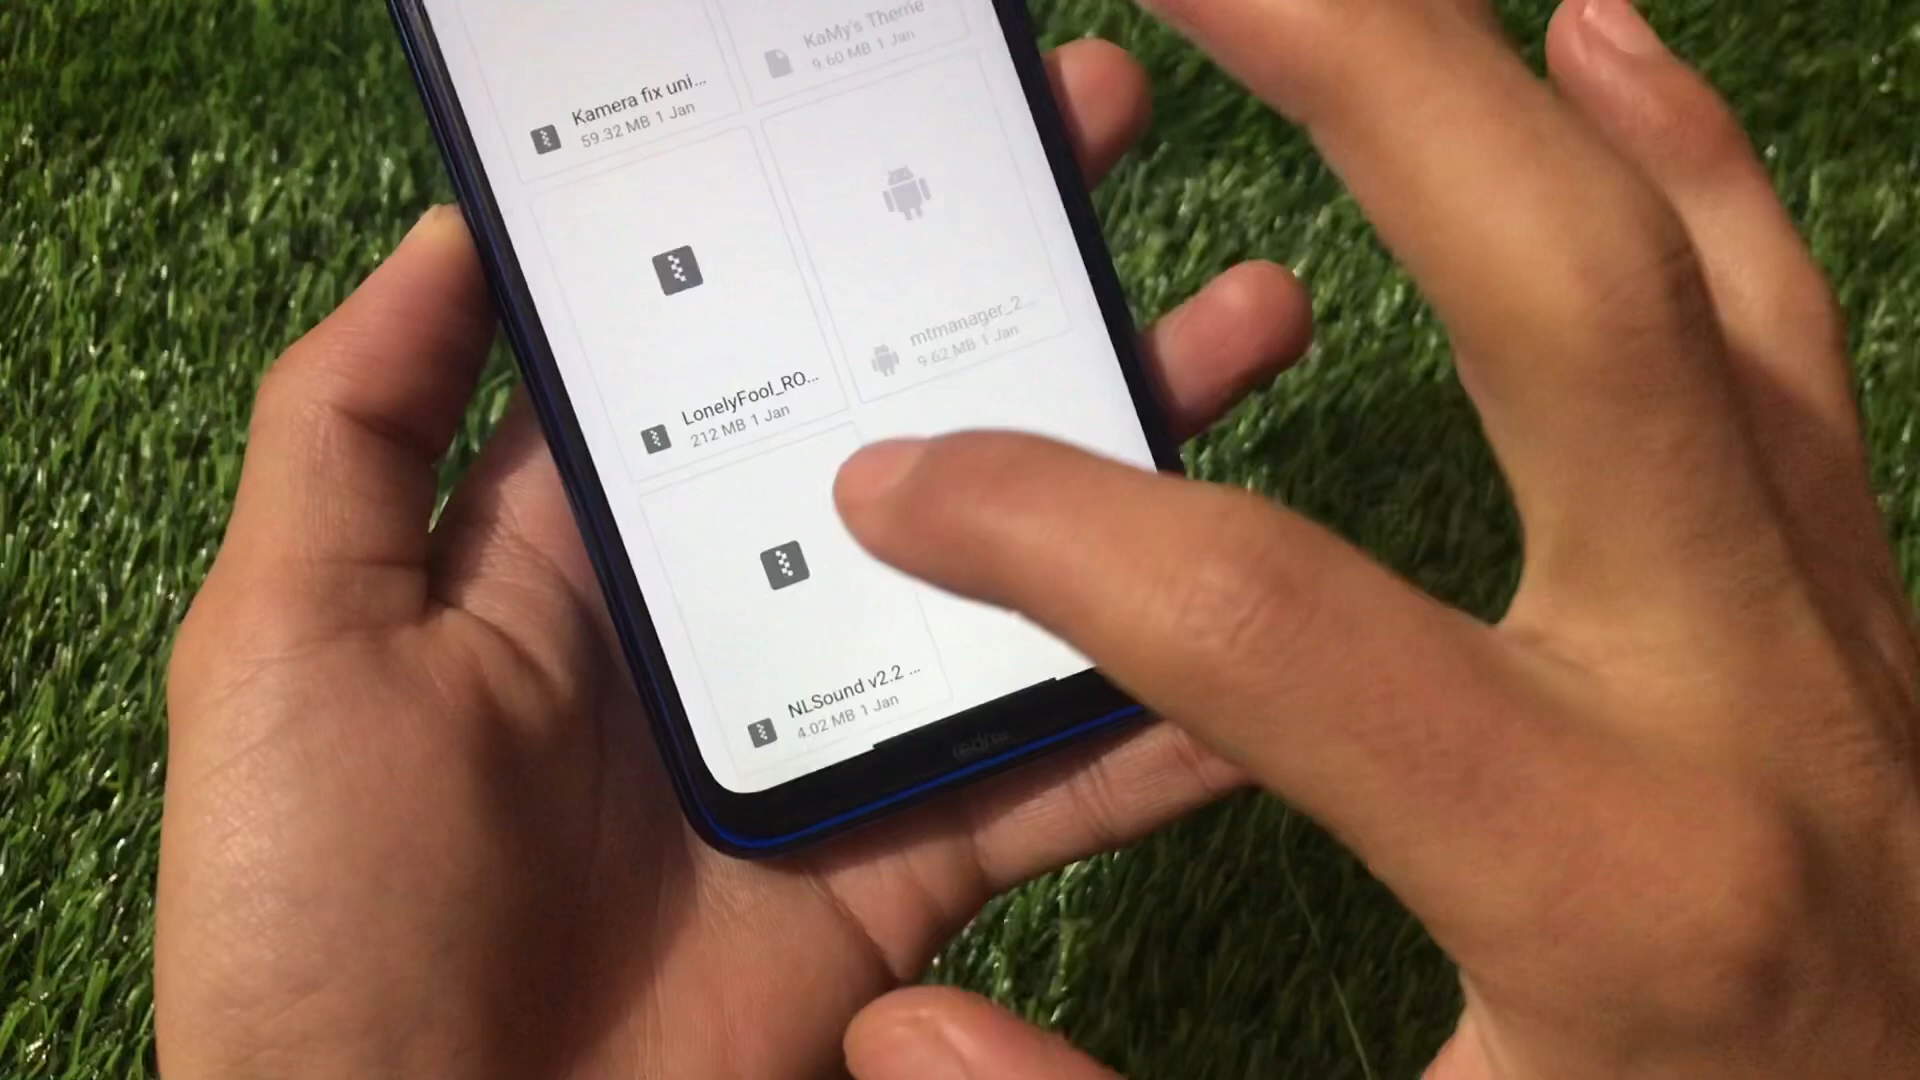 KaMy's Theme
9.60 MB 1 Jan
Kamera fix uni...
59.32 MB 1 Jan
mtmanager_2...
9.62 MB 1 Jan
LonelyFool_RO...
212 MB 1 Jan
NLSound v2.2 ...
4.02 MB 1 Jan